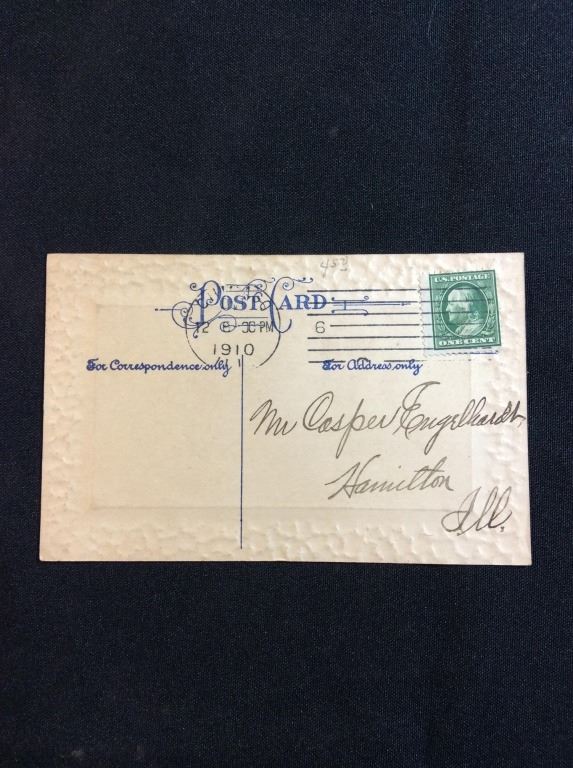 483
U.S. POSTAGE
POST CARD
ONE CENT
12
30 PM
6
1910
For Correspondence only
For Address only
Mr Casper Engelhardt
Hamilton
Ill.